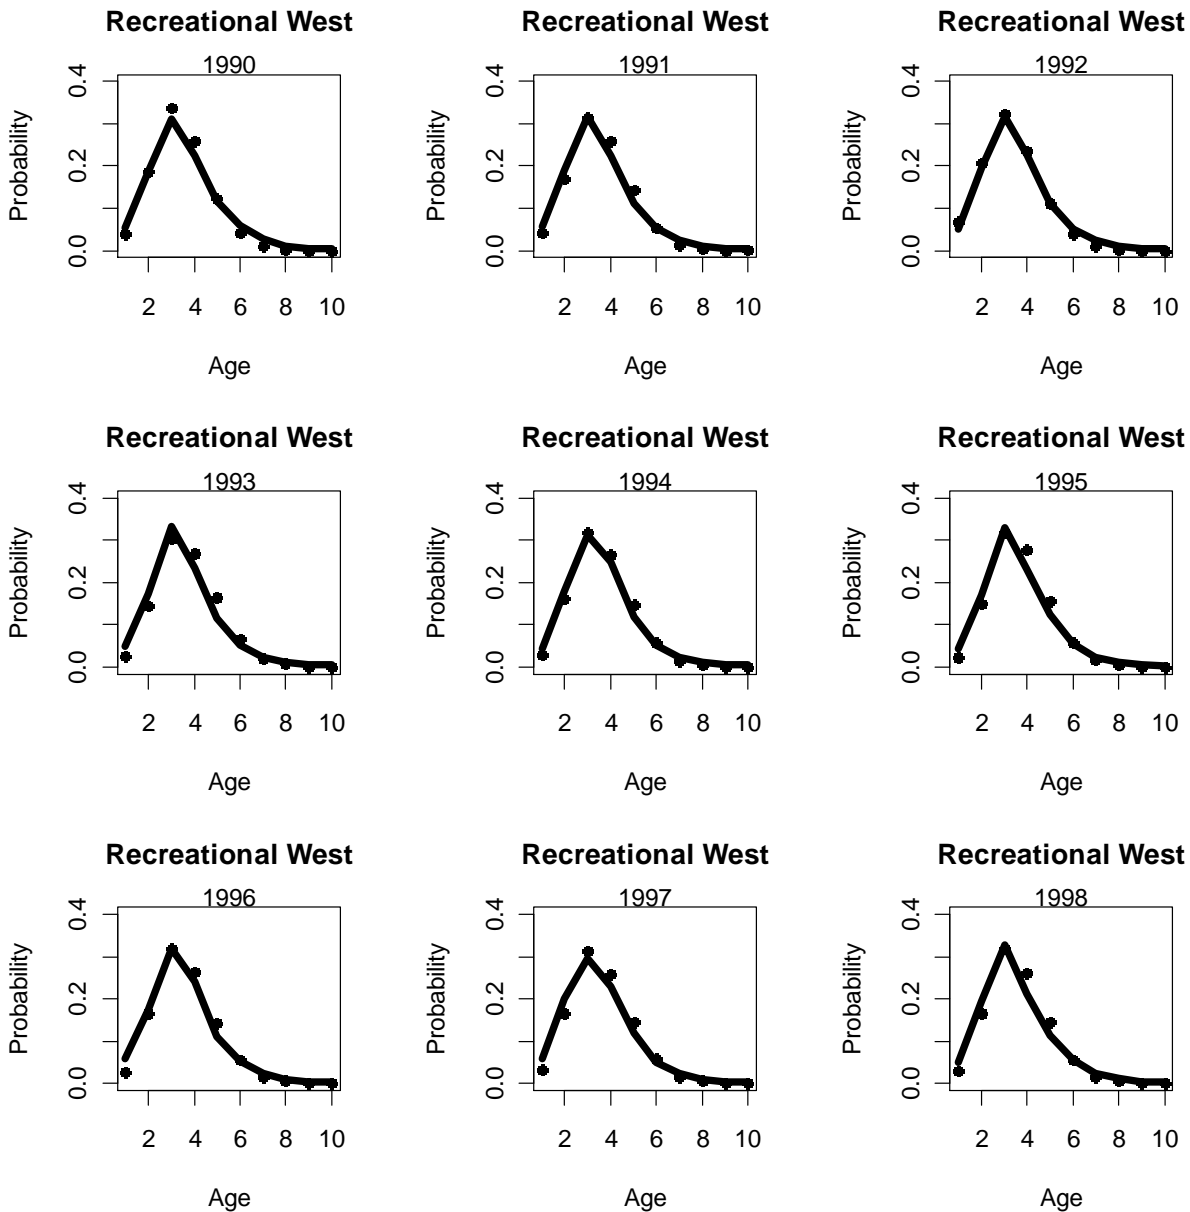 Recreational West Recreational West Recreational West
1990 1991 1992
Probability Probability Probability
0.4 0.4 0.4
0.2 0.2 0.2
0.0 0.0 0.0
2 4 6 8 10 2 4 6 8 10 2 4 6 8 10
Age Age Age
Recreational West Recreational West Recreational West
1993 1994 1995
Probability Probability Probability
0.4 0.4 0.4
0.2 0.2 0.2
0.0 0.0 0.0
2 4 6 8 10 2 4 6 8 10 2 4 6 8 10
Age Age Age
Recreational West Recreational West Recreational West
1996 1997 1998
Probability Probability Probability
0.4 0.4 0.4
0.2 0.2 0.2
0.0 0.0 0.0
2 4 6 8 10 2 4 6 8 10 2 4 6 8 10
Age Age Age